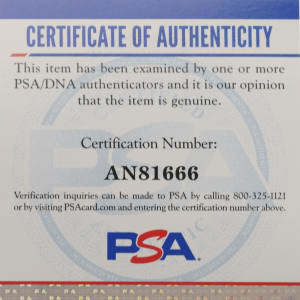 CERTIFICATE OF AUTHENTICITY
This item has been examined by one or more
PSA/DNA authenticators and it is our opinion
that the item is genuine.
Certification Number:
AN81666
Verification inquiries can be made to PSA by calling 800-325-1121
or by visiting PSAcard.com and entering the certification number above.
PSA